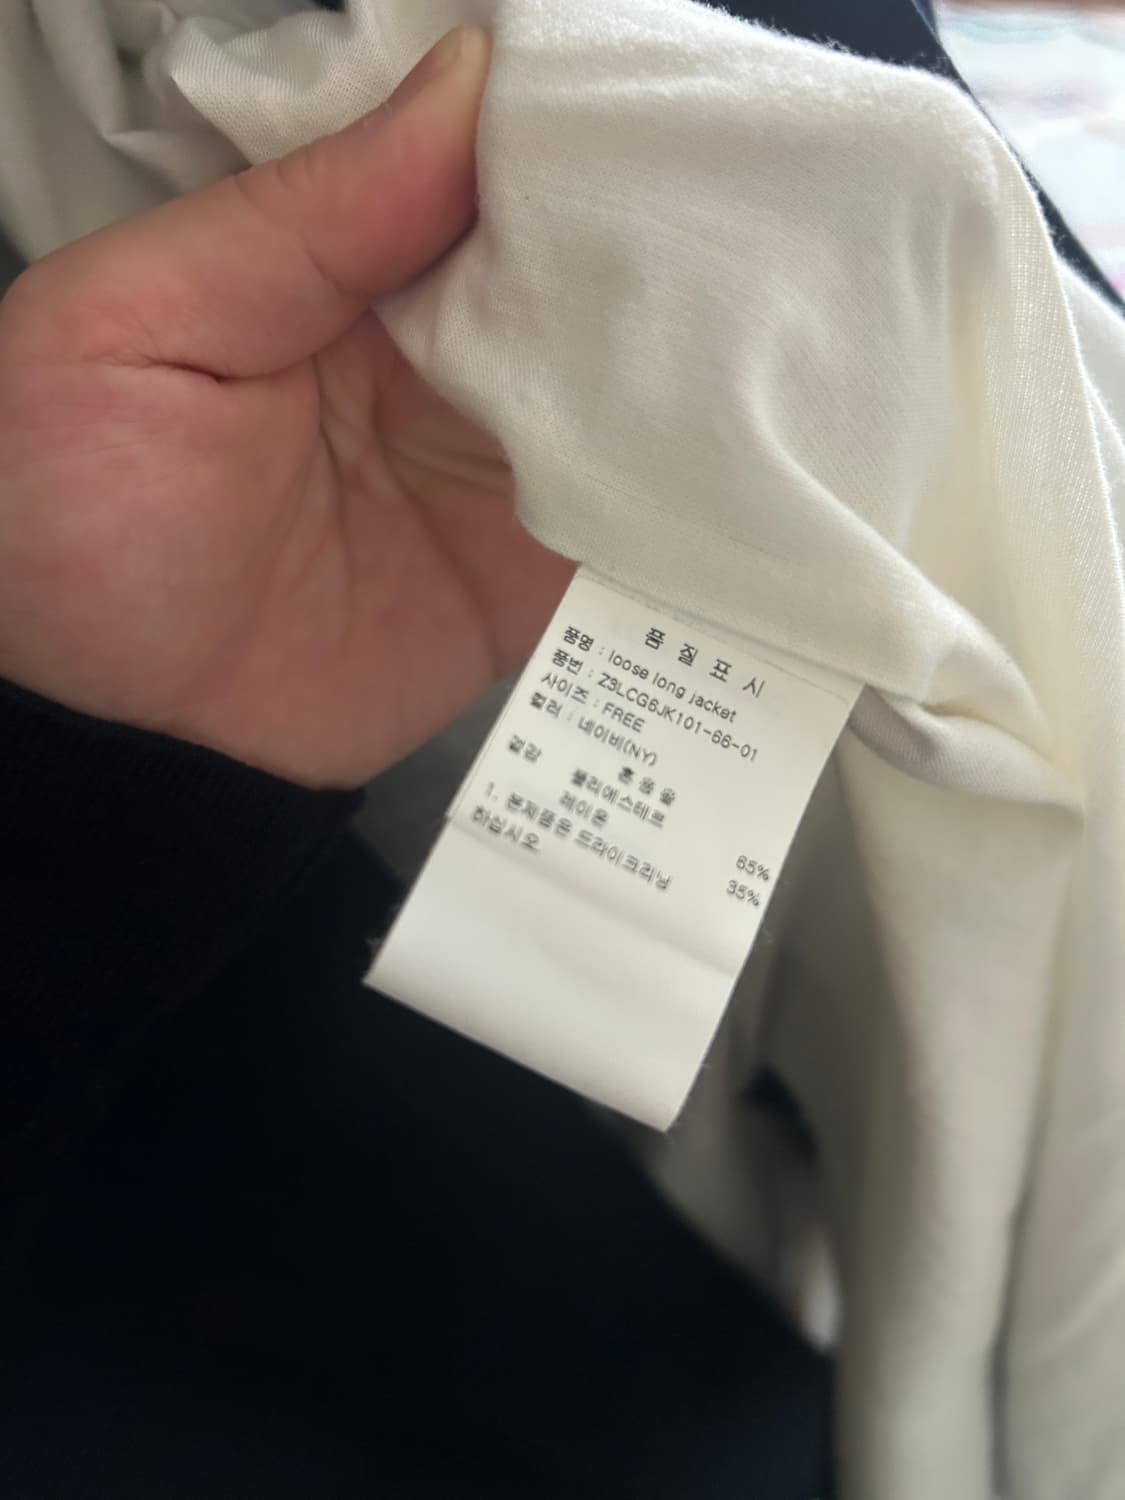 품 질 표 시
품명 : loose long jacket
품번 : Z3LCG6JK101-66-01
사이즈 : FREE
컬러 : 네이비(NY)
혼용율
겉감 폴리에스테르 65%
레이온 35%
1. 본제품은 드라이크리닝
하십시오